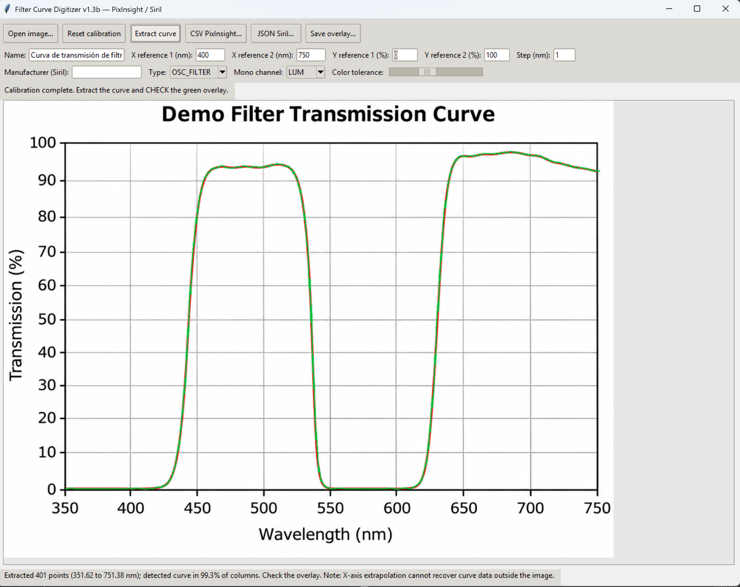 Filter Curve Digitizer v1.3b — PixInsight / Siril
Open image... Reset calibration Extract curve CSV PixInsight... JSON Siril... Save overlay...
Name: Curva de transmisión de filtr X reference 1 (nm): 400 X reference 2 (nm): 750 Y reference 1 (%): Y reference 2 (%): 100 Step (nm): 1
Manufacturer (Siril): Type: OSC_FILTER Mono channel: LUM Color tolerance:
Calibration complete. Extract the curve and CHECK the green overlay.
Demo Filter Transmission Curve
100
90
80
70
60
50
40
30
20
10
0
Transmission (%)
350 400 450 500 550 600 650 700 750
Wavelength (nm)
Extracted 401 points (351.62 to 751.38 nm); detected curve in 99.3% of columns. Check the overlay. Note: X-axis extrapolation cannot recover curve data outside the image.